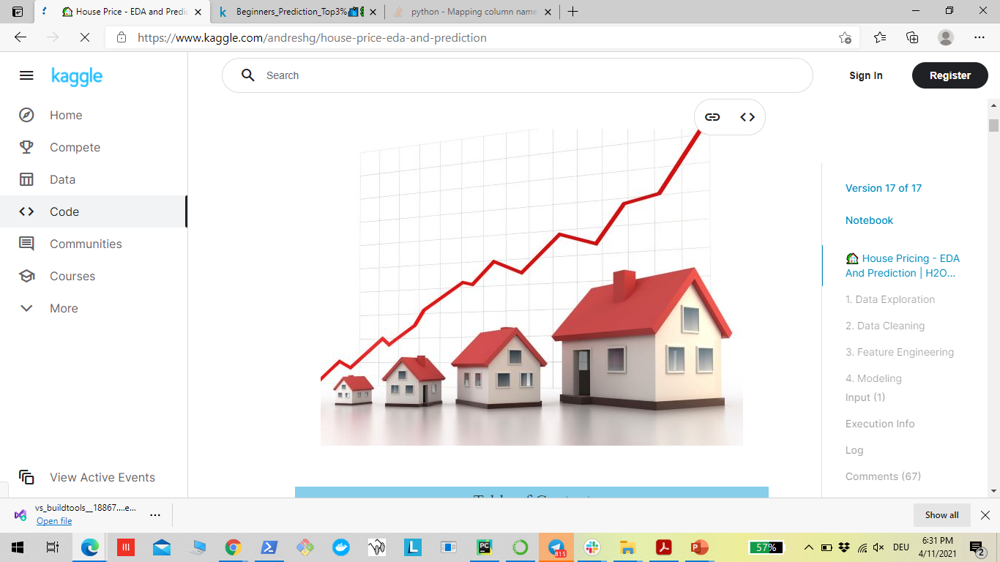 House Price - EDA and Predic
Beginners_Prediction_Top3%
python - Mapping column name
https://www.kaggle.com/andreshg/house-price-eda-and-prediction
kaggle
Search
Sign In
Register
Home
Compete
Data
Code
Communities
Courses
More
View Active Events
Version 17 of 17
Notebook
House Pricing - EDA
And Prediction | H2O...
1. Data Exploration
2. Data Cleaning
3. Feature Engineering
4. Modeling
Input (1)
Execution Info
Log
Comments (67)
vs_buildtools__18867....e...
Open file
Show all
57%
DEU
6:31 PM
4/11/2021
815
2